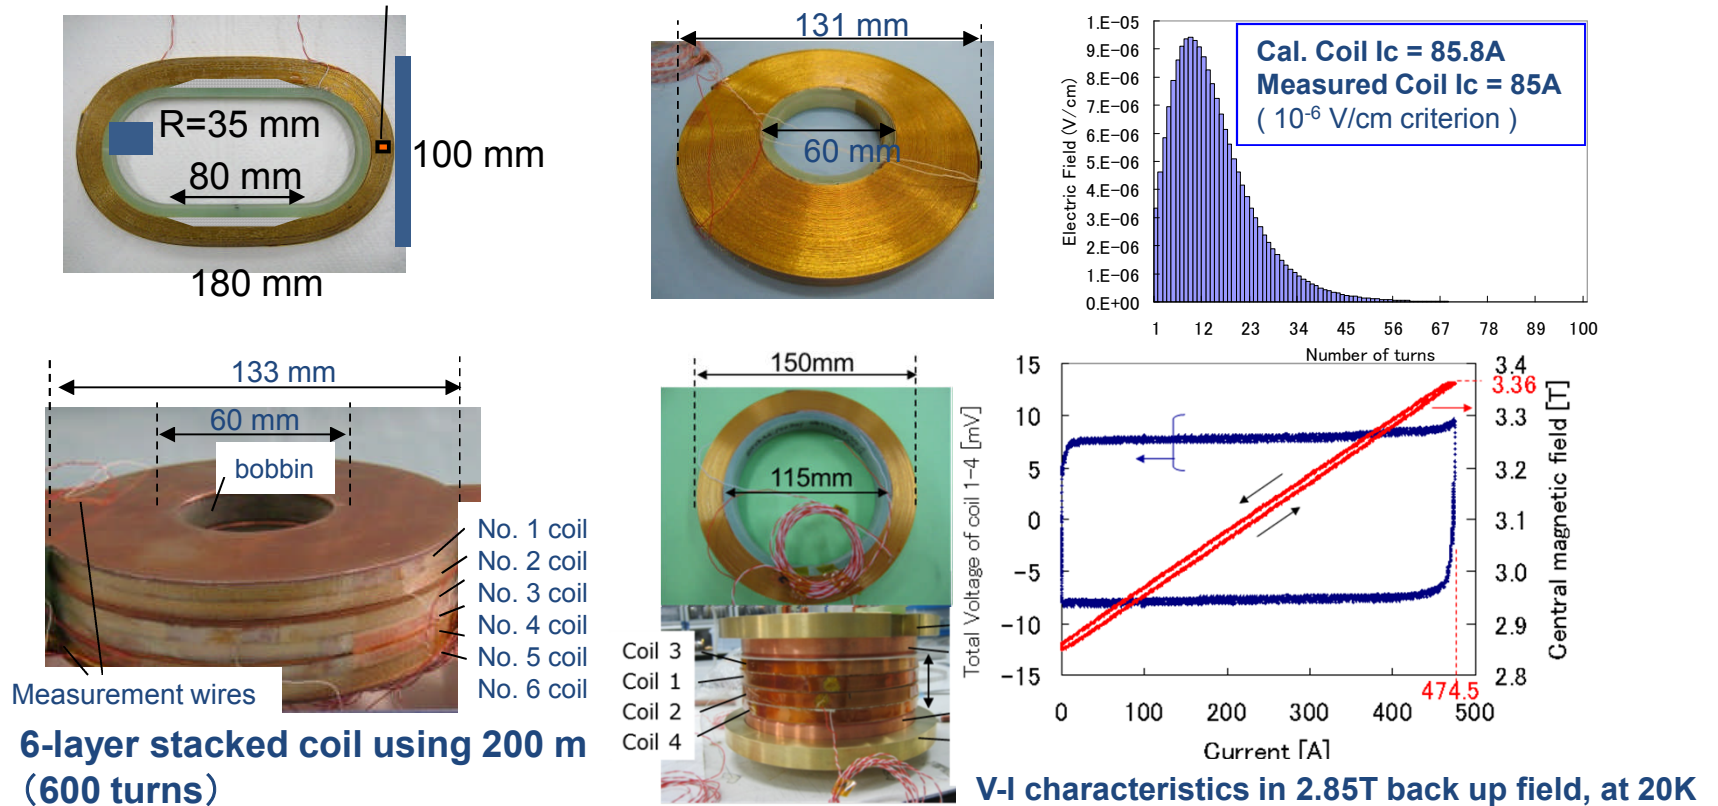 R=35 mm
80 mm
100 mm
180 mm
131 mm
60 mm
Cal. Coil Ic = 85.8A
Measured Coil Ic = 85A
( 10⁻⁶ V/cm criterion )
Electric Field (V/cm)
1.E-05
9.E-06
8.E-06
7.E-06
6.E-06
5.E-06
4.E-06
3.E-06
2.E-06
1.E-06
0.E+00
1 12 23 34 45 56 67 78 89 100
Number of turns
133 mm
60 mm
bobbin
No. 1 coil
No. 2 coil
No. 3 coil
No. 4 coil
No. 5 coil
No. 6 coil
Measurement wires
6-layer stacked coil using 200 m
（600 turns）
150mm
115mm
Coil 3
Coil 1
Coil 2
Coil 4
Total Voltage of coil 1-4 [mV]
15
10
5
0
-5
-10
-15
3.4
3.36
3.3
3.2
3.1
3.0
2.9
2.8
Central magnetic field [T]
474.5
0 100 200 300 400 500
Current [A]
V-I characteristics in 2.85T back up field, at 20K